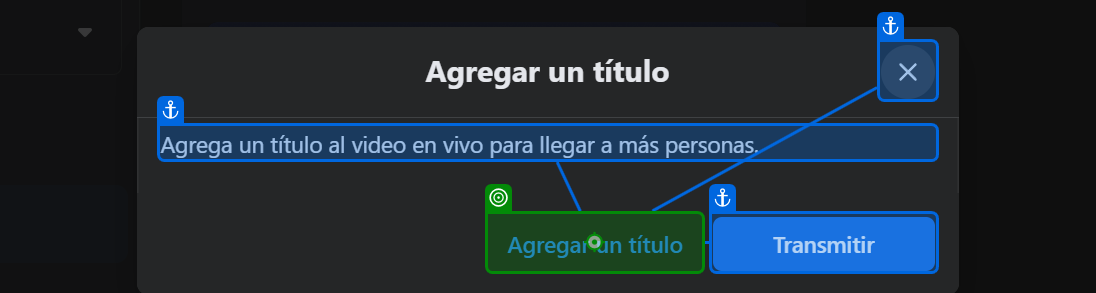 Agregar un título
Agrega un título al video en vivo para llegar a más personas.
Agregar un título
Transmitir